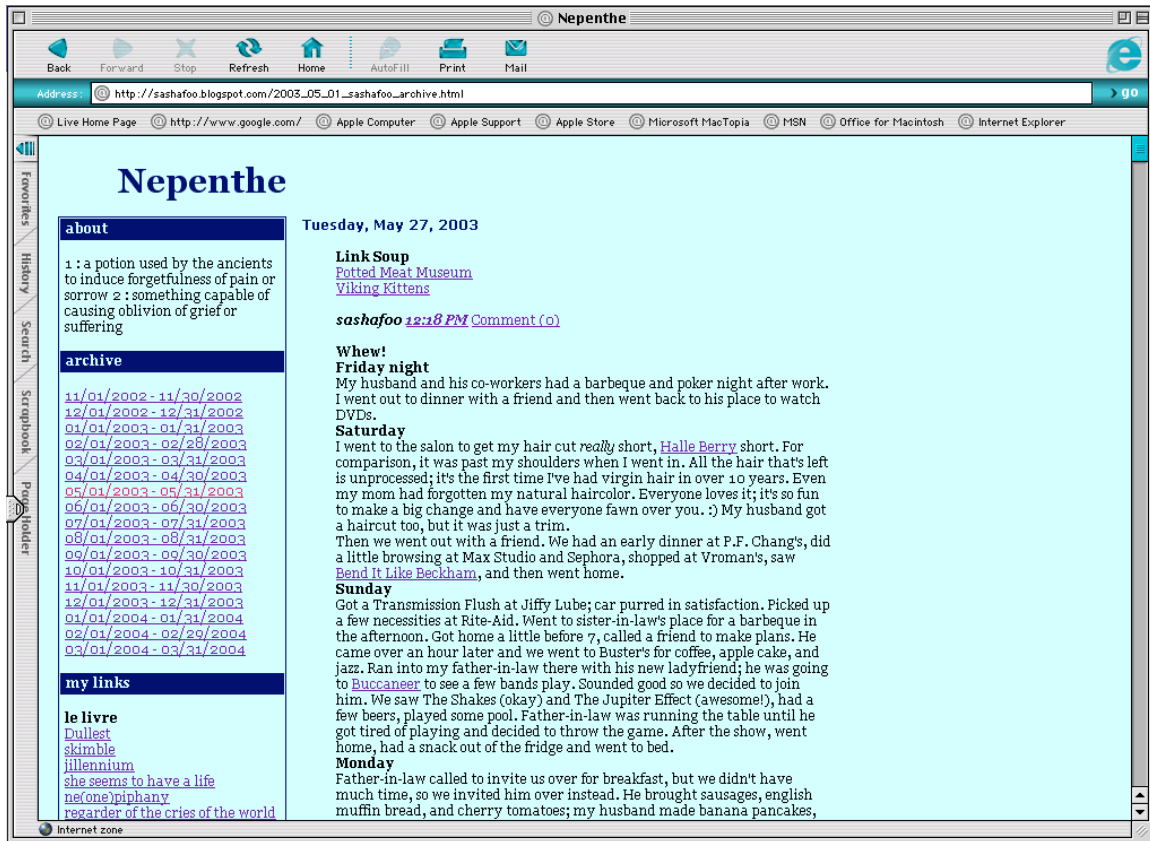 Nepenthe
Back Forward Stop Refresh Home AutoFill Print Mail
Address: http://sashafoo.blogspot.com/2003_05_01_sashafoo_archive.html go
Live Home Page http://www.google.com/ Apple Computer Apple Support Apple Store Microsoft MacTopia MSN Office for Macintosh Internet Explorer
Favorites
History
Search
Scrapbook
Page Holder
Nepenthe
about
1 : a potion used by the ancients
to induce forgetfulness of pain or
sorrow 2 : something capable of
causing oblivion of grief or
suffering
archive
11/01/2002 - 11/30/2002
12/01/2002 - 12/31/2002
01/01/2003 - 01/31/2003
02/01/2003 - 02/28/2003
03/01/2003 - 03/31/2003
04/01/2003 - 04/30/2003
05/01/2003 - 05/31/2003
06/01/2003 - 06/30/2003
07/01/2003 - 07/31/2003
08/01/2003 - 08/31/2003
09/01/2003 - 09/30/2003
10/01/2003 - 10/31/2003
11/01/2003 - 11/30/2003
12/01/2003 - 12/31/2003
01/01/2004 - 01/31/2004
02/01/2004 - 02/29/2004
03/01/2004 - 03/31/2004
my links
le livre
Dullest
skimble
jillennium
she seems to have a life
ne(one)piphany
regarder of the cries of the world
Tuesday, May 27, 2003
Link Soup
Potted Meat Museum
Viking Kittens
sashafoo 12:18 PM Comment (0)
Whew!
Friday night
My husband and his co-workers had a barbeque and poker night after work.
I went out to dinner with a friend and then went back to his place to watch
DVDs.
Saturday
I went to the salon to get my hair cut really short, Halle Berry short. For
comparison, it was past my shoulders when I went in. All the hair that's left
is unprocessed; it's the first time I've had virgin hair in over 10 years. Even
my mom had forgotten my natural haircolor. Everyone loves it; it's so fun
to make a big change and have everyone fawn over you. :) My husband got
a haircut too, but it was just a trim.
Then we went out with a friend. We had an early dinner at P.F. Chang's, did
a little browsing at Max Studio and Sephora, shopped at Vroman's, saw
Bend It Like Beckham, and then went home.
Sunday
Got a Transmission Flush at Jiffy Lube; car purred in satisfaction. Picked up
a few necessities at Rite-Aid. Went to sister-in-law's place for a barbeque in
the afternoon. Got home a little before 7, called a friend to make plans. He
came over an hour later and we went to Buster's for coffee, apple cake, and
jazz. Ran into my father-in-law there with his new ladyfriend; he was going
to Buccaneer to see a few bands play. Sounded good so we decided to join
him. We saw The Shakes (okay) and The Jupiter Effect (awesome!), had a
few beers, played some pool. Father-in-law was running the table until he
got tired of playing and decided to throw the game. After the show, went
home, had a snack out of the fridge and went to bed.
Monday
Father-in-law called to invite us over for breakfast, but we didn't have
much time, so we invited him over instead. He brought sausages, english
muffin bread, and cherry tomatoes; my husband made banana pancakes,
Internet zone